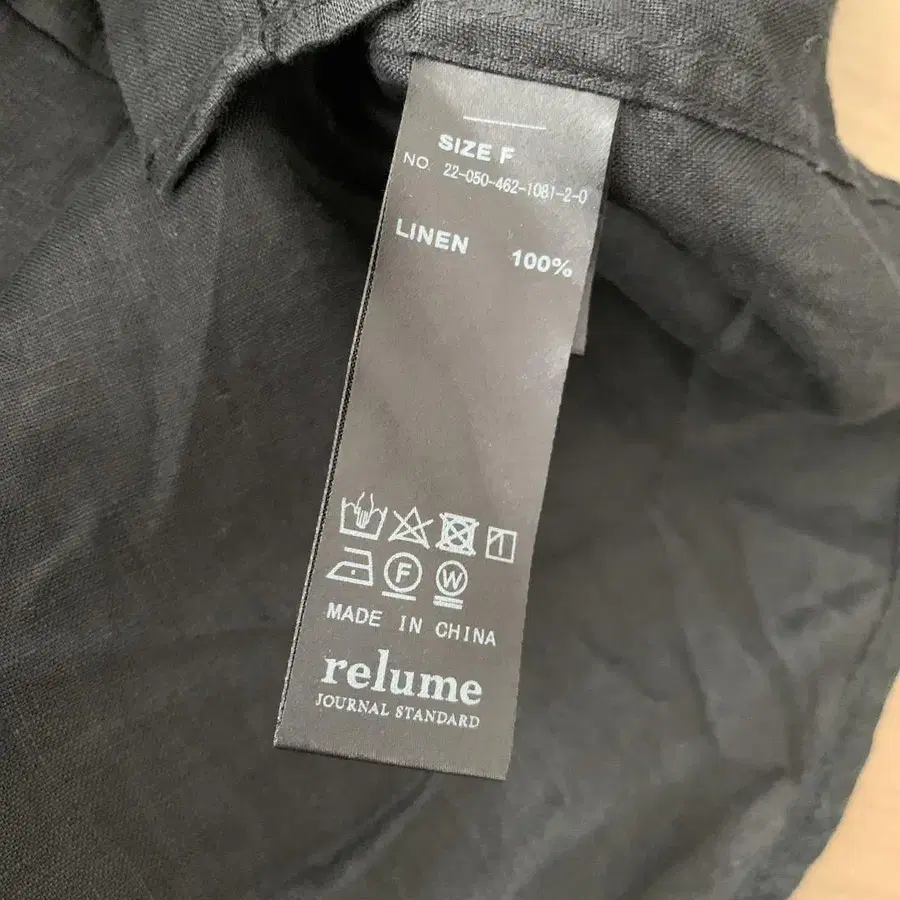 SIZE F
NO. 22-050-462-1081-2-0
LINEN 100%
F W
MADE IN CHINA
relume
JOURNAL STANDARD